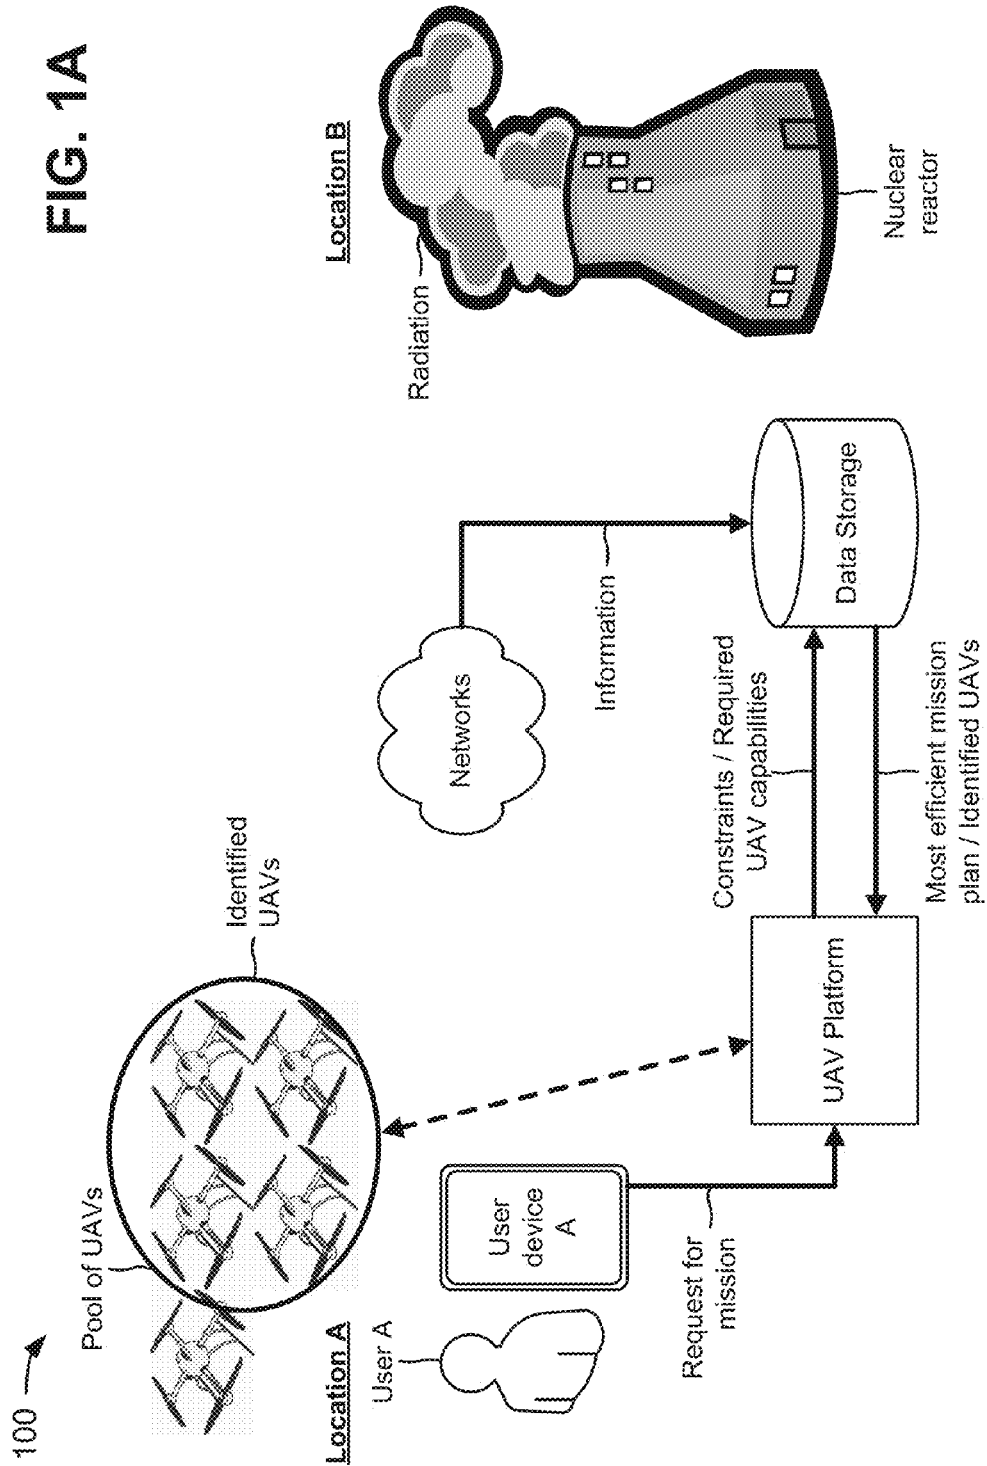 FIG. 1A
100
Pool of UAVs
Identified
UAVs
Location A
User A
User
device
A
Request for
mission
UAV Platform
Networks
Information
Constraints / Required
UAV capabilities
Most efficient mission
plan / Identified UAVs
Data Storage
Location B
Radiation
Nuclear
reactor